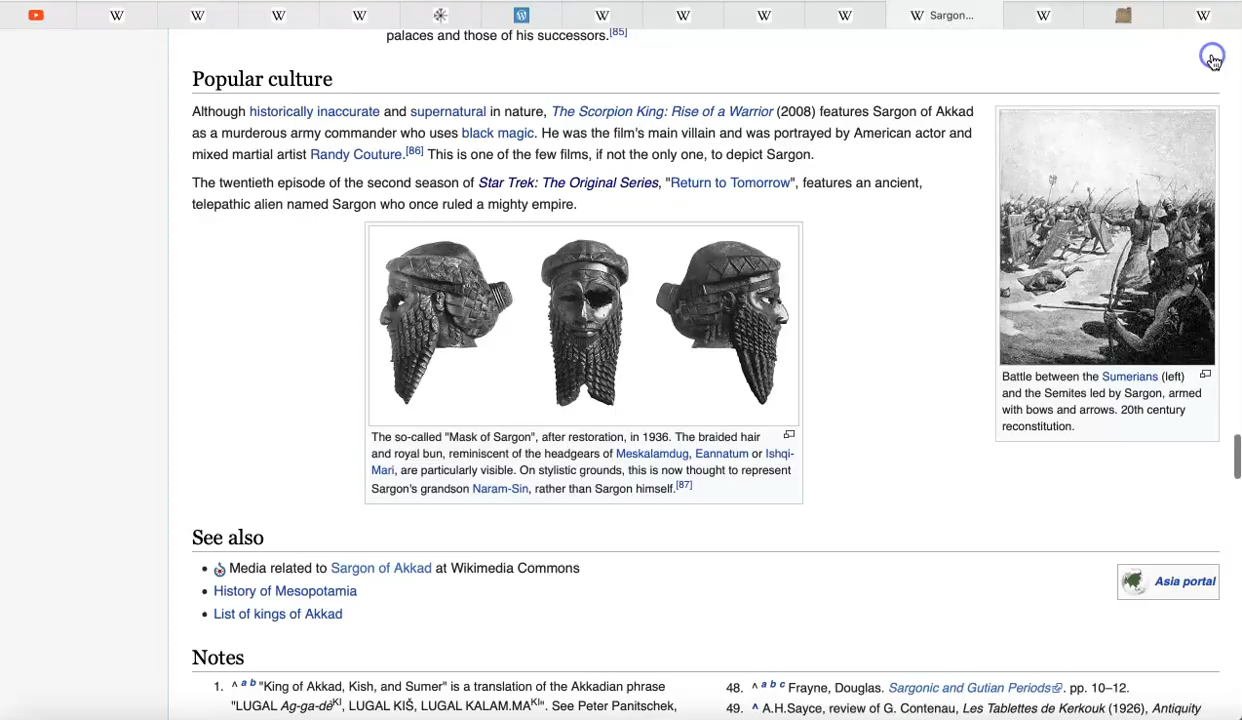 W W W W W W W W W W Sargon... W W
palaces and those of his successors.[85]
Popular culture
Although historically inaccurate and supernatural in nature, The Scorpion King: Rise of a Warrior (2008) features Sargon of Akkad
as a murderous army commander who uses black magic. He was the film's main villain and was portrayed by American actor and
mixed martial artist Randy Couture.[86] This is one of the few films, if not the only one, to depict Sargon.
The twentieth episode of the second season of Star Trek: The Original Series, "Return to Tomorrow", features an ancient,
telepathic alien named Sargon who once ruled a mighty empire.
The so-called "Mask of Sargon", after restoration, in 1936. The braided hair
and royal bun, reminiscent of the headgears of Meskalamdug, Eannatum or Ishqi-
Mari, are particularly visible. On stylistic grounds, this is now thought to represent
Sargon's grandson Naram-Sin, rather than Sargon himself.[87]
Battle between the Sumerians (left)
and the Semites led by Sargon, armed
with bows and arrows. 20th century
reconstitution.
See also
• Media related to Sargon of Akkad at Wikimedia Commons
• History of Mesopotamia
• List of kings of Akkad
Asia portal
Notes
1. ^ a b "King of Akkad, Kish, and Sumer" is a translation of the Akkadian phrase
"LUGAL Ag-ga-dèKI, LUGAL KIŠ, LUGAL KALAM.MAKI". See Peter Panitschek,
48. ^ a b c Frayne, Douglas. Sargonic and Gutian Periods. pp. 10–12.
49. ^ A.H.Sayce, review of G. Contenau, Les Tablettes de Kerkouk (1926), Antiquity